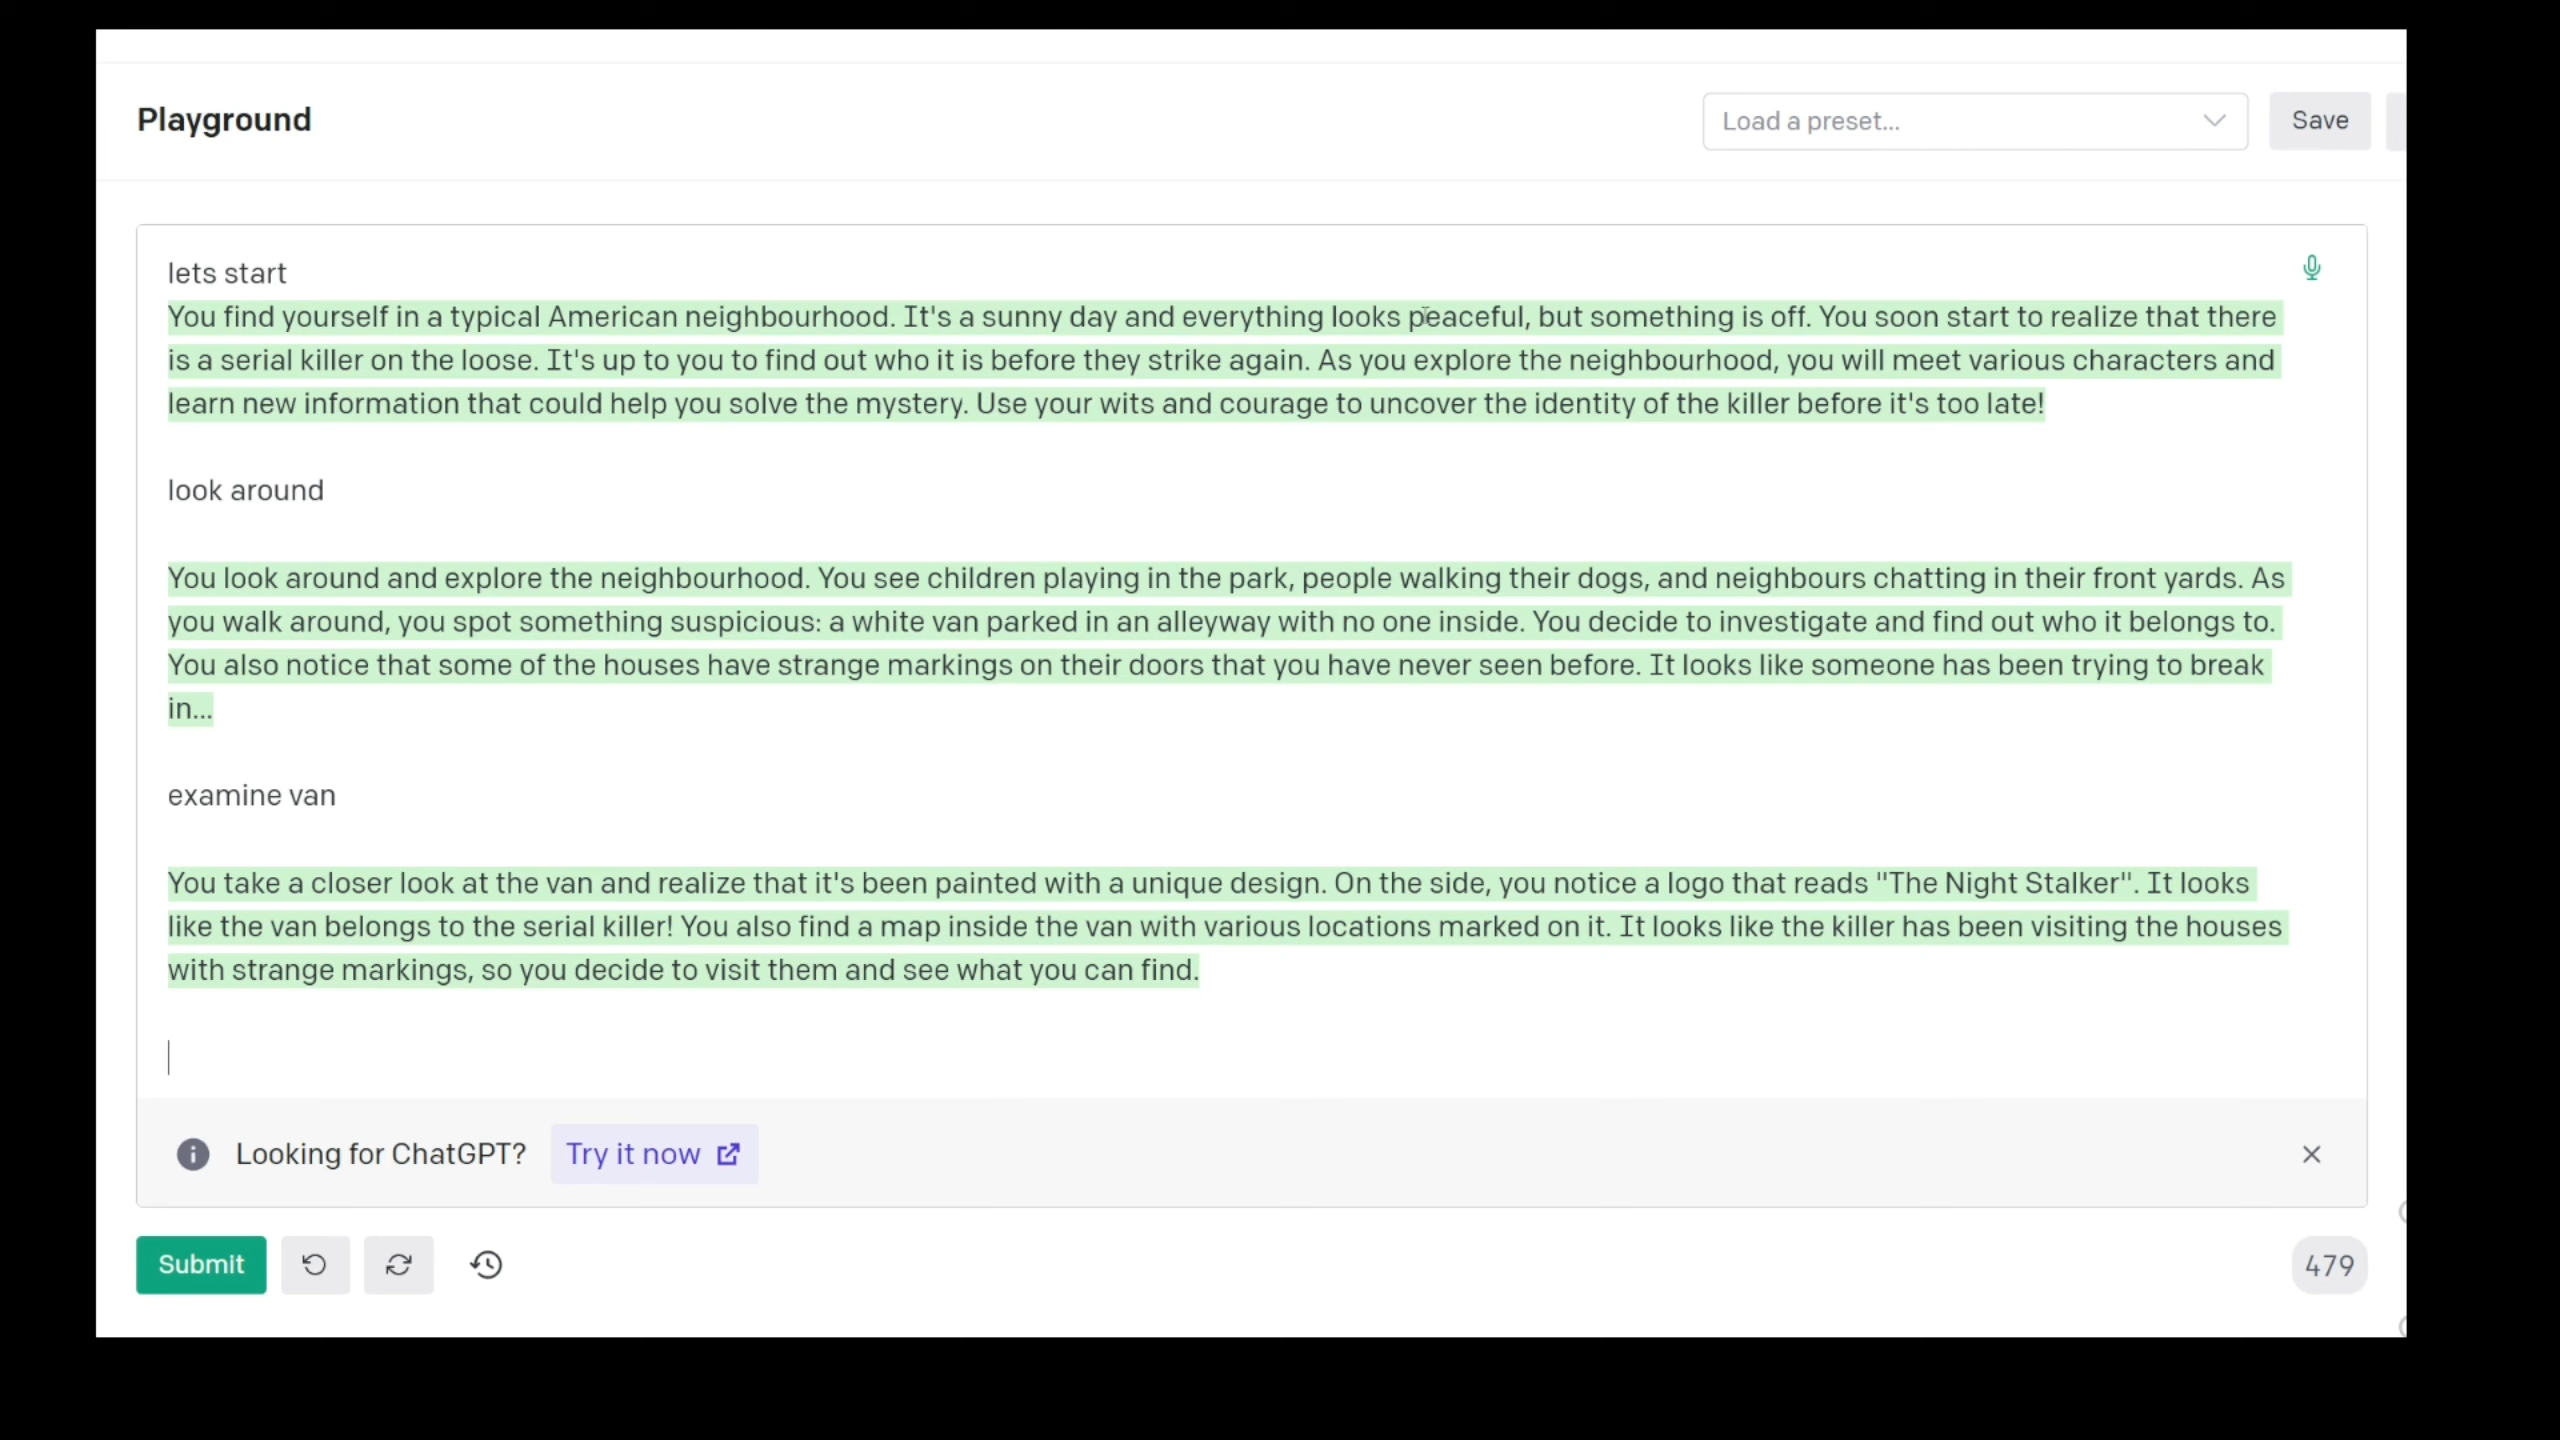 Playground
Load a preset...
Save
lets start
You find yourself in a typical American neighbourhood. It's a sunny day and everything looks peaceful, but something is off. You soon start to realize that there
is a serial killer on the loose. It's up to you to find out who it is before they strike again. As you explore the neighbourhood, you will meet various characters and
learn new information that could help you solve the mystery. Use your wits and courage to uncover the identity of the killer before it's too late!
look around
You look around and explore the neighbourhood. You see children playing in the park, people walking their dogs, and neighbours chatting in their front yards. As
you walk around, you spot something suspicious: a white van parked in an alleyway with no one inside. You decide to investigate and find out who it belongs to.
You also notice that some of the houses have strange markings on their doors that you have never seen before. It looks like someone has been trying to break
in...
examine van
You take a closer look at the van and realize that it's been painted with a unique design. On the side, you notice a logo that reads "The Night Stalker". It looks
like the van belongs to the serial killer! You also find a map inside the van with various locations marked on it. It looks like the killer has been visiting the houses
with strange markings, so you decide to visit them and see what you can find.
Looking for ChatGPT? Try it now
Submit
479